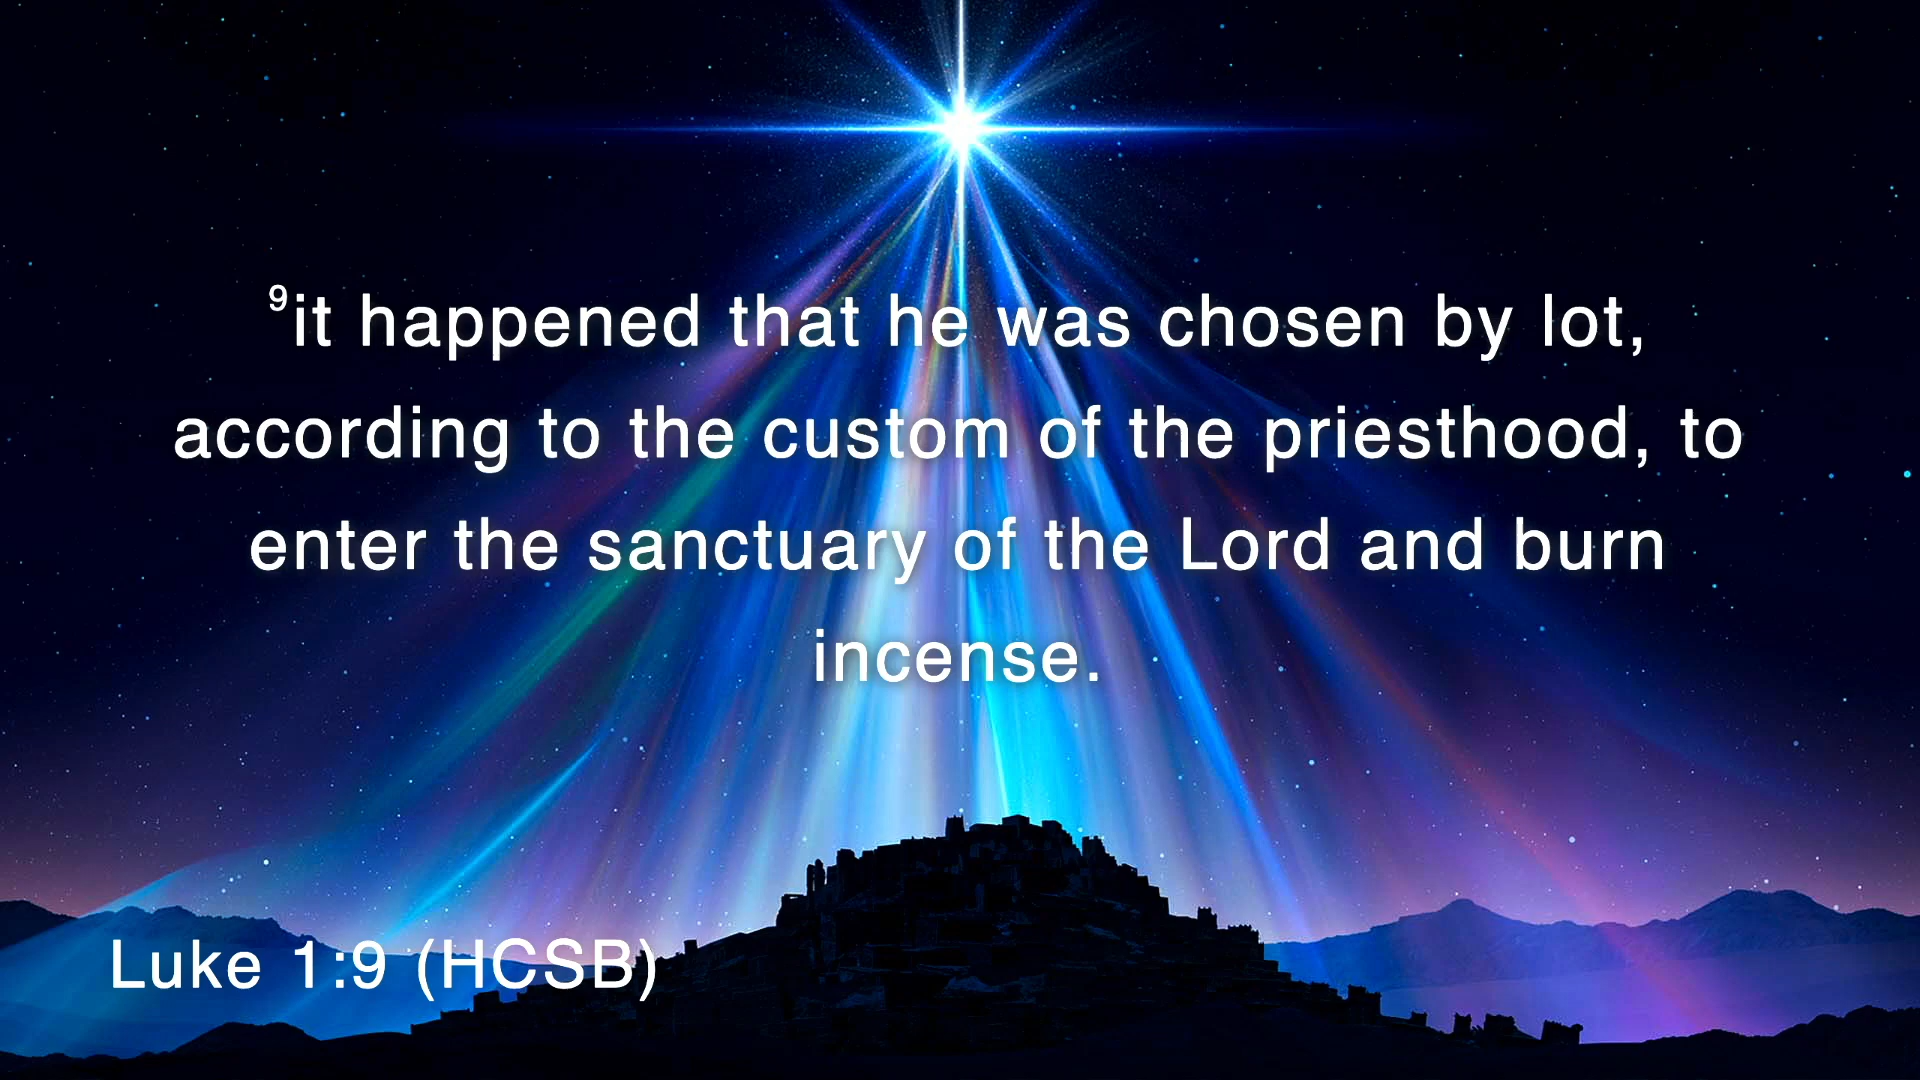 ⁹it happened that he was chosen by lot,
according to the custom of the priesthood, to
enter the sanctuary of the Lord and burn
incense.
Luke 1:9 (HCSB)